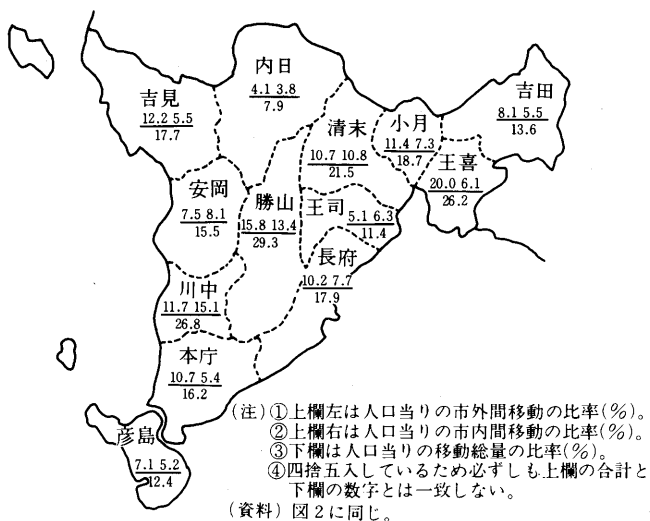 内日
4.1 3.8
7.9
吉見
12.2 5.5
17.7
吉田
8.1 5.5
13.6
清末
10.7 10.8
21.5
小月
11.4 7.3
18.7
王喜
20.0 6.1
26.2
安岡
7.5 8.1
15.5
勝山
15.8 13.4
29.3
王司
5.1 6.3
11.4
長府
10.2 7.7
17.9
川中
11.7 15.1
26.8
本庁
10.7 5.4
16.2
彦島
7.1 5.2
12.4
(注) ①上欄左は人口当りの市外間移動の比率(%)。
②上欄右は人口当りの市内間移動の比率(%)。
③下欄は人口当りの移動総量の比率(%)。
④四捨五入しているため必ずしも上欄の合計と
下欄の数字とは一致しない。
(資料) 図2に同じ。